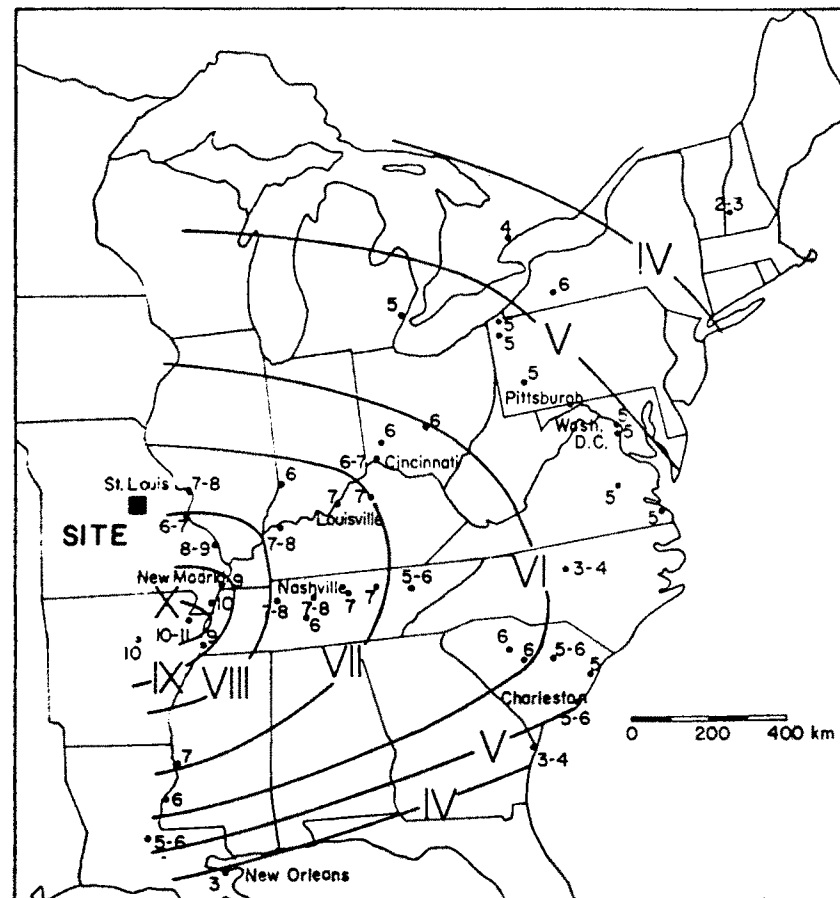 2-3
4
IV
6
5
5
5
V
5
Pittsburgh
5
Wash.
D.C.
5
6
6
6-7
Cincinnati
St. Louis
7-8
6
7
7
Louisville
5
5
SITE
6-7
8-9
7-8
VI
3-4
New Madrid
9
Nashville
5-6
X
10
7-8
7-8
7
7
6
10-11
9
10
6
6
5-6
5
IX
VIII
VII
Charleston
5-6
0 200 400 km
V
3-4
7
IV
6
5-6
3
New Orleans